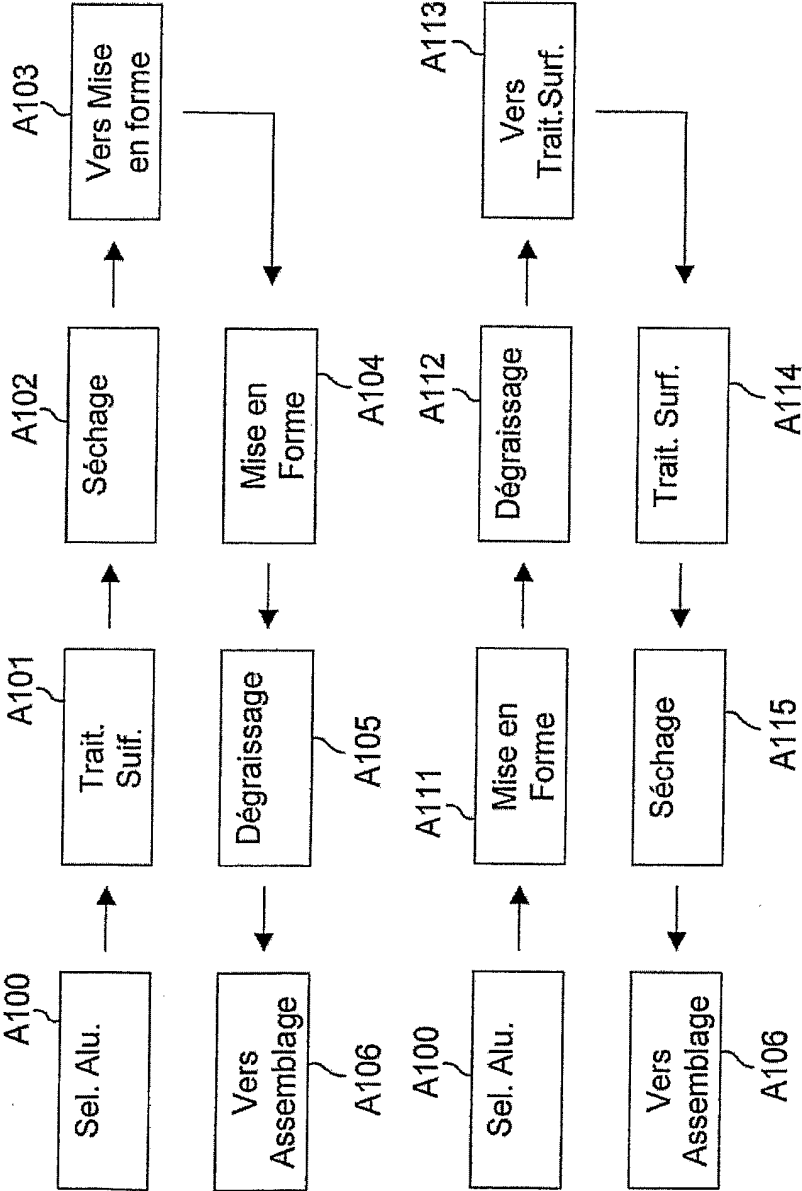 A100
Sel. Alu.
A101
Trait.
Suif.
A102
Séchage
A103
Vers Mise
en forme
Mise en
Forme
A104
Dégraissage
A105
Vers
Assemblage
A106
A100
Sel. Alu.
A111
Mise en
Forme
A112
Dégraissage
A113
Vers
Trait.Surf.
Trait. Surf.
A114
Séchage
A115
Vers
Assemblage
A106